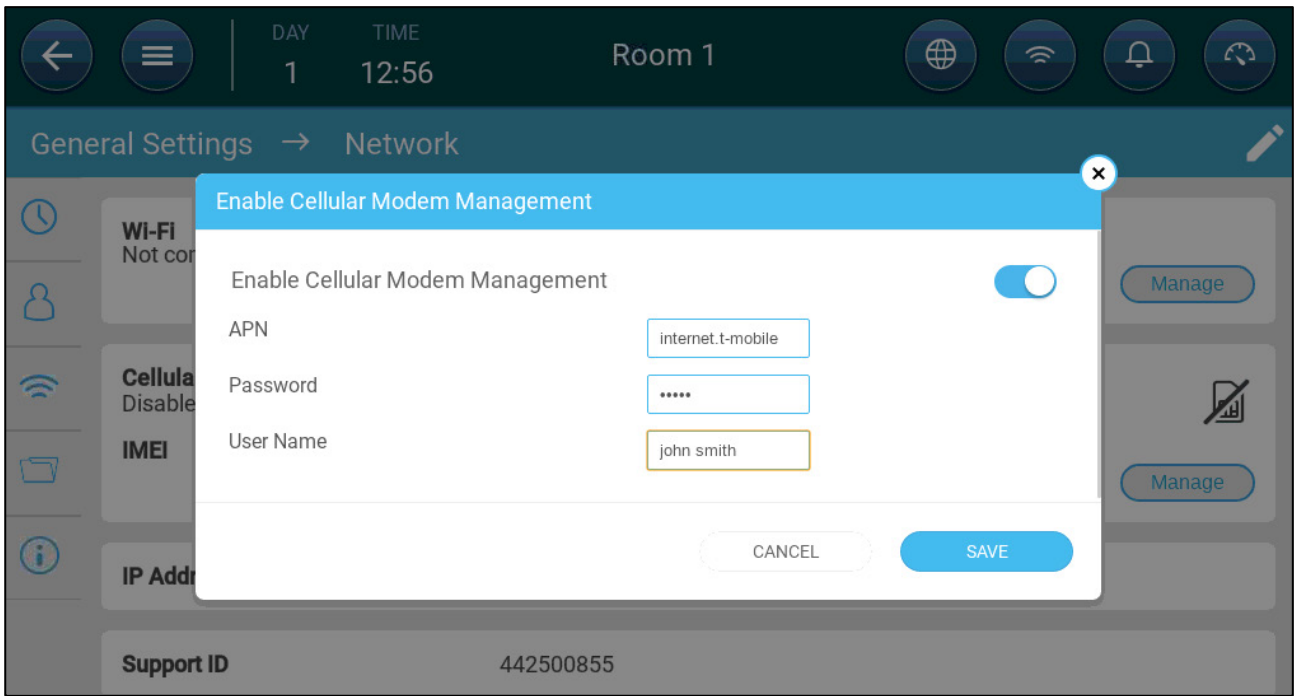 DAY TIME
1 12:56 Room 1
General Settings → Network
Enable Cellular Modem Management
Wi-Fi
Not cor
Enable Cellular Modem Management
Manage
APN internet.t-mobile
Cellula
Password •••••
Disable
User Name john smith
IMEI
Manage
CANCEL SAVE
IP Addr
Support ID 442500855